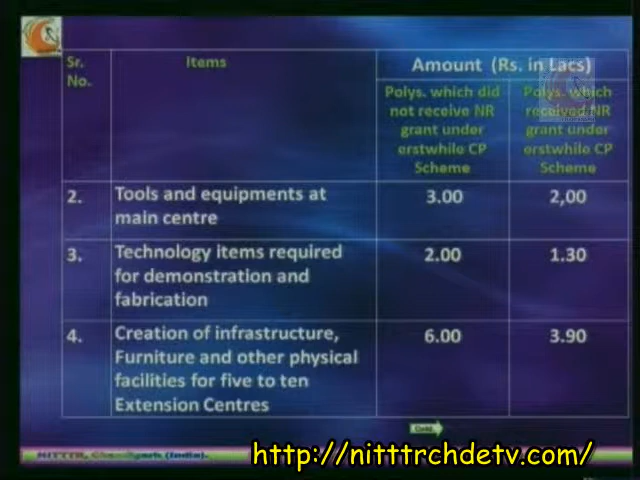 Sr. No.
Items
Amount (Rs. in Lacs)
Polys. which did not receive NR grant under erstwhile CP Scheme
Polys. which received NR grant under erstwhile CP Scheme
2.
Tools and equipments at main centre
3.00
2,00
3.
Technology items required for demonstration and fabrication
2.00
1.30
4.
Creation of infrastructure, Furniture and other physical facilities for five to ten Extension Centres
6.00
3.90
NITTTR, Chandigarh (India).
http://nitttrchdetv.com/